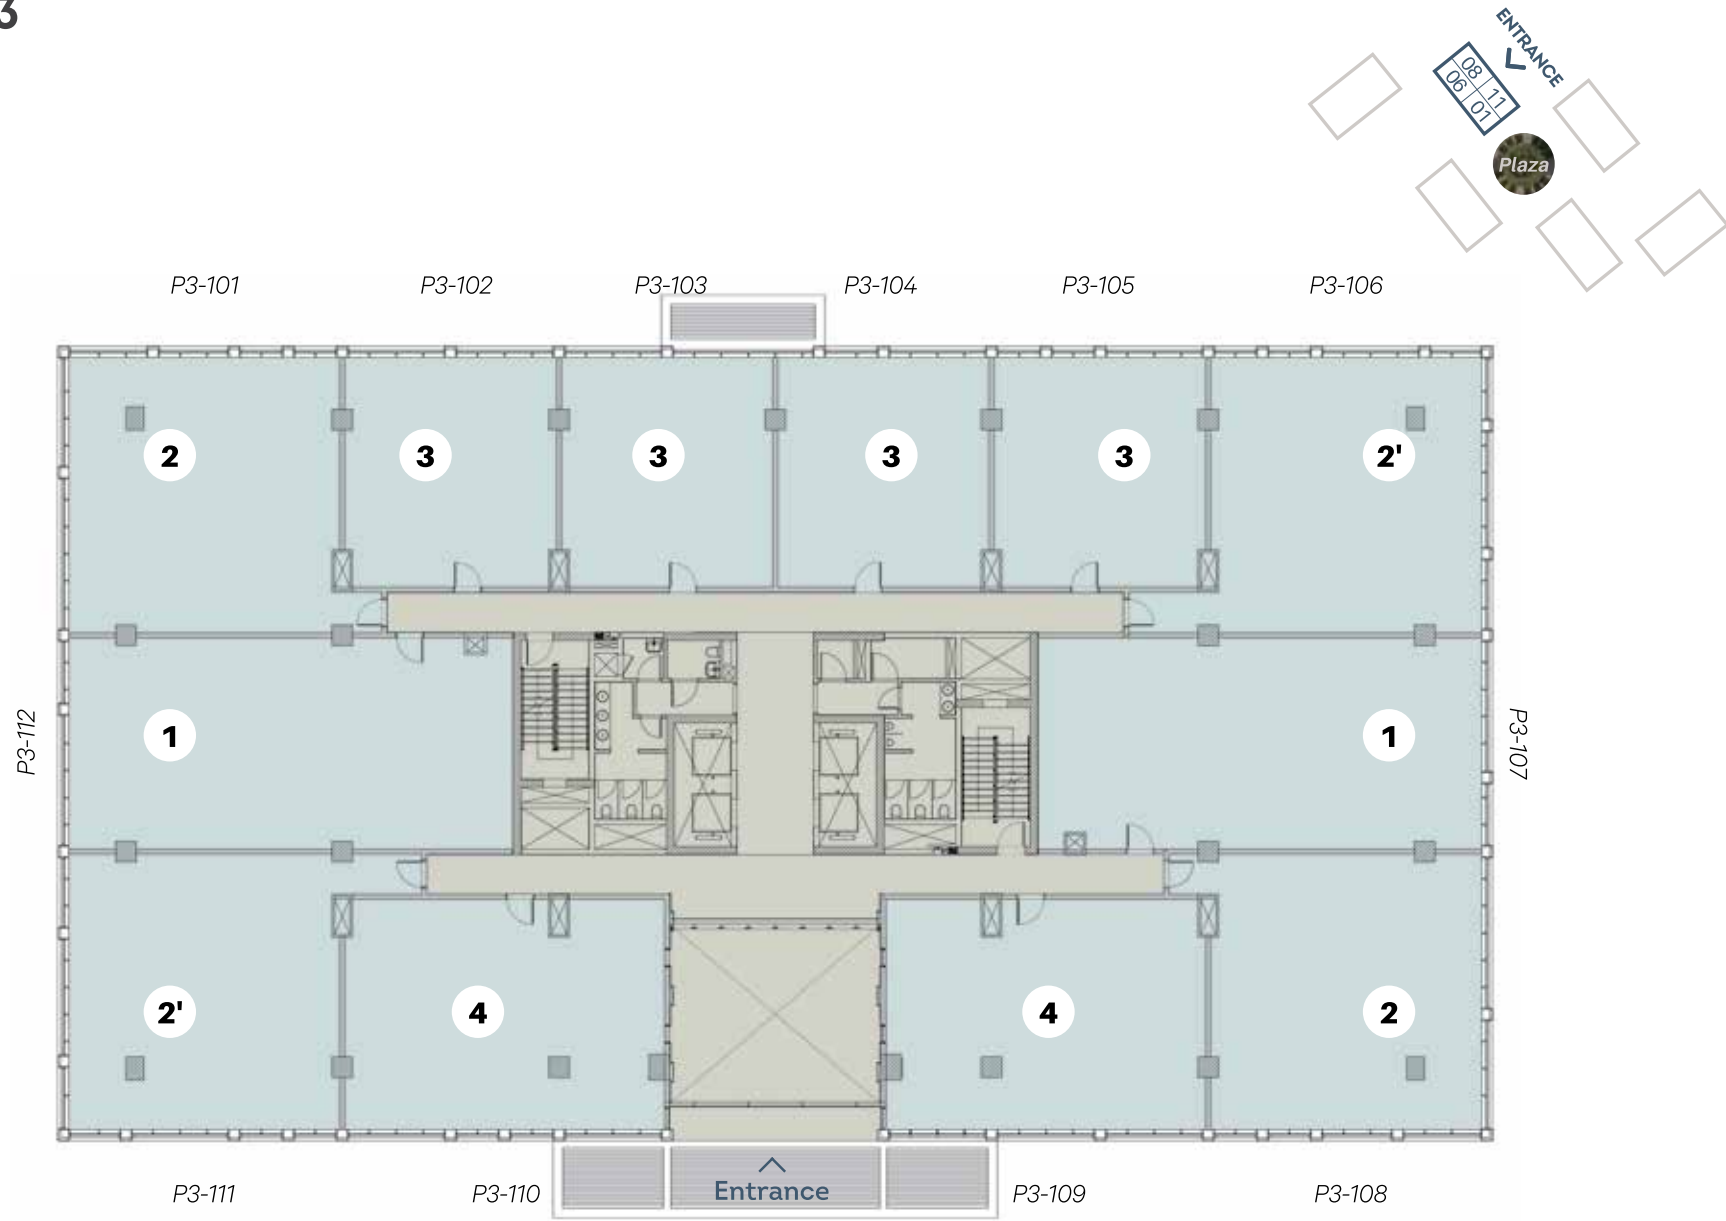 3
ENTRANCE
08 11
06 01
Plaza
P3-101 P3-102 P3-103 P3-104 P3-105 P3-106
2 3 3 3 3 2'
P3-112 1 1 P3-107
2' 4 4 2
Entrance
P3-111 P3-110 P3-109 P3-108